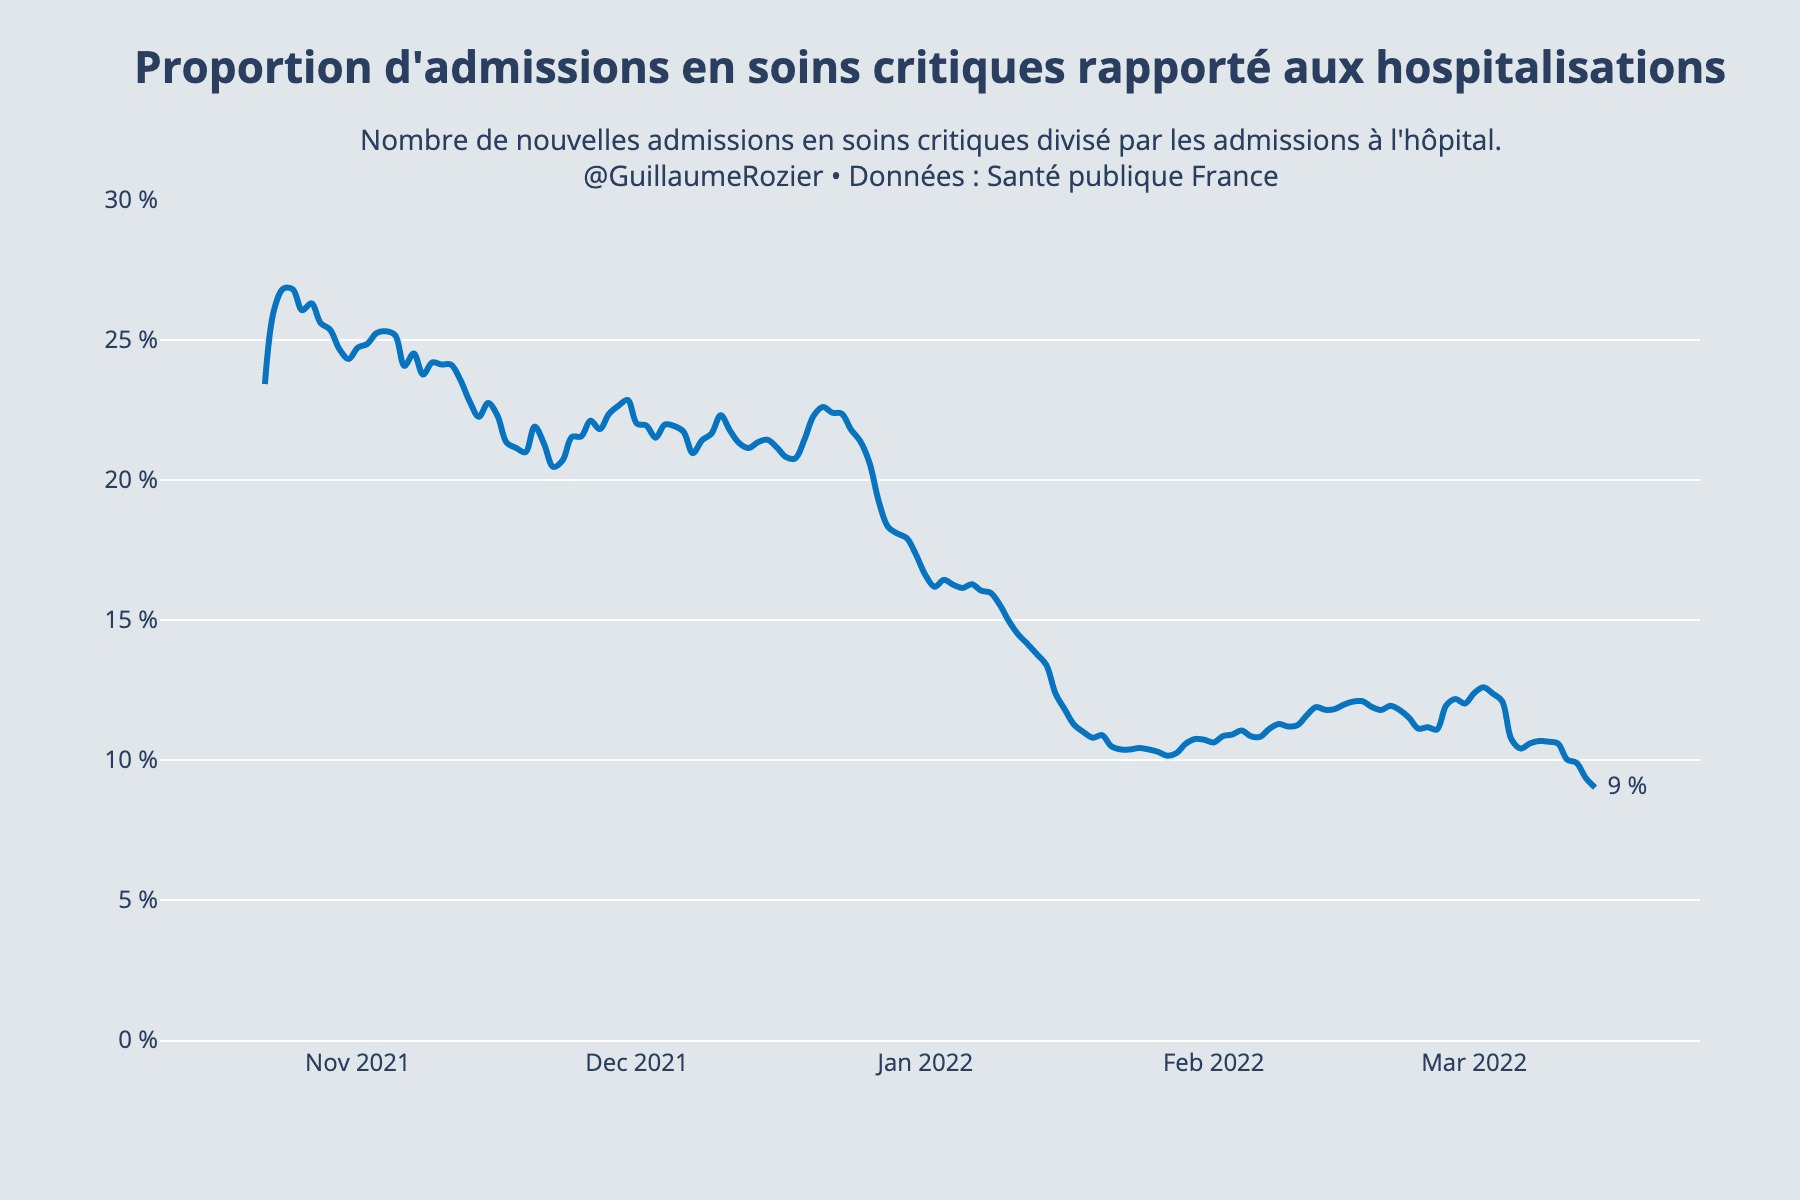 Proportion d'admissions en soins critiques rapporté aux hospitalisations
Nombre de nouvelles admissions en soins critiques divisé par les admissions à l'hôpital.
@GuillaumeRozier • Données : Santé publique France
30 %
25 %
20 %
15 %
10 %
9 %
5 %
0 %
Nov 2021
Dec 2021
Jan 2022
Feb 2022
Mar 2022